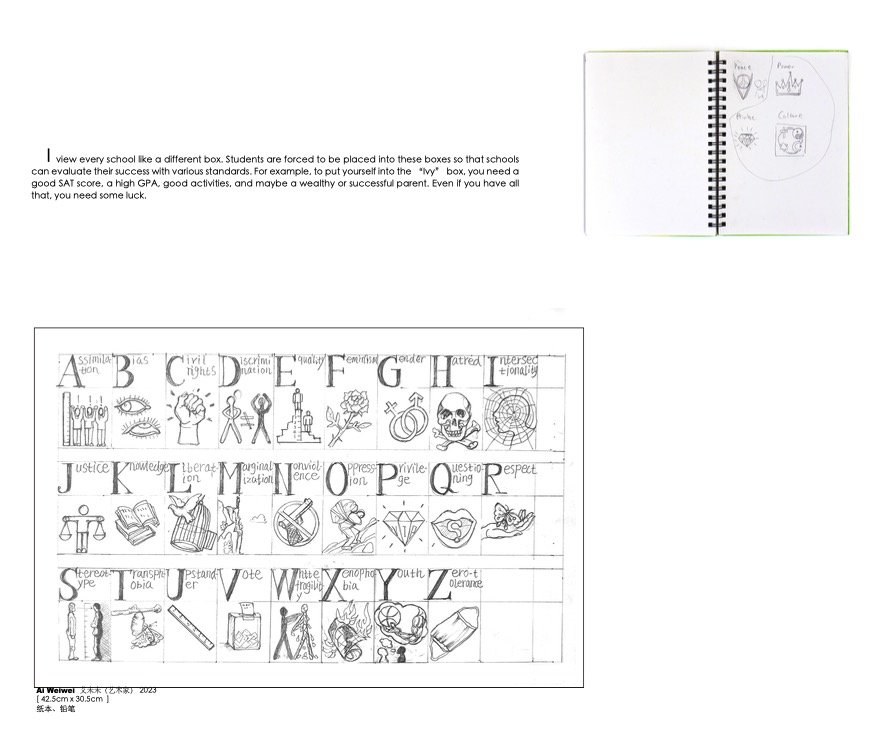 I view every school like a different box. Students are forced to be placed into these boxes so that schools
can evaluate their success with various standards. For example, to put yourself into the “Ivy” box, you need a
good SAT score, a high GPA, good activities, and maybe a wealthy or successful parent. Even if you have all
that, you need some luck.
Peace Power
Culture
Assimilation Bias Civil rights Discrimination Equality Feminism Gender Hatred Intersectionality
Justice Knowledge Liberation Marginalization Nonviolence Oppression Privilege Questioning Respect
Stereotype Transphobia Upstander Vote White fragility Xenophobia Youth Zero-tolerance
Ai Weiwei 艾未未（艺术家） 2023
[ 42.5cm x 30.5cm ]
纸本、铅笔